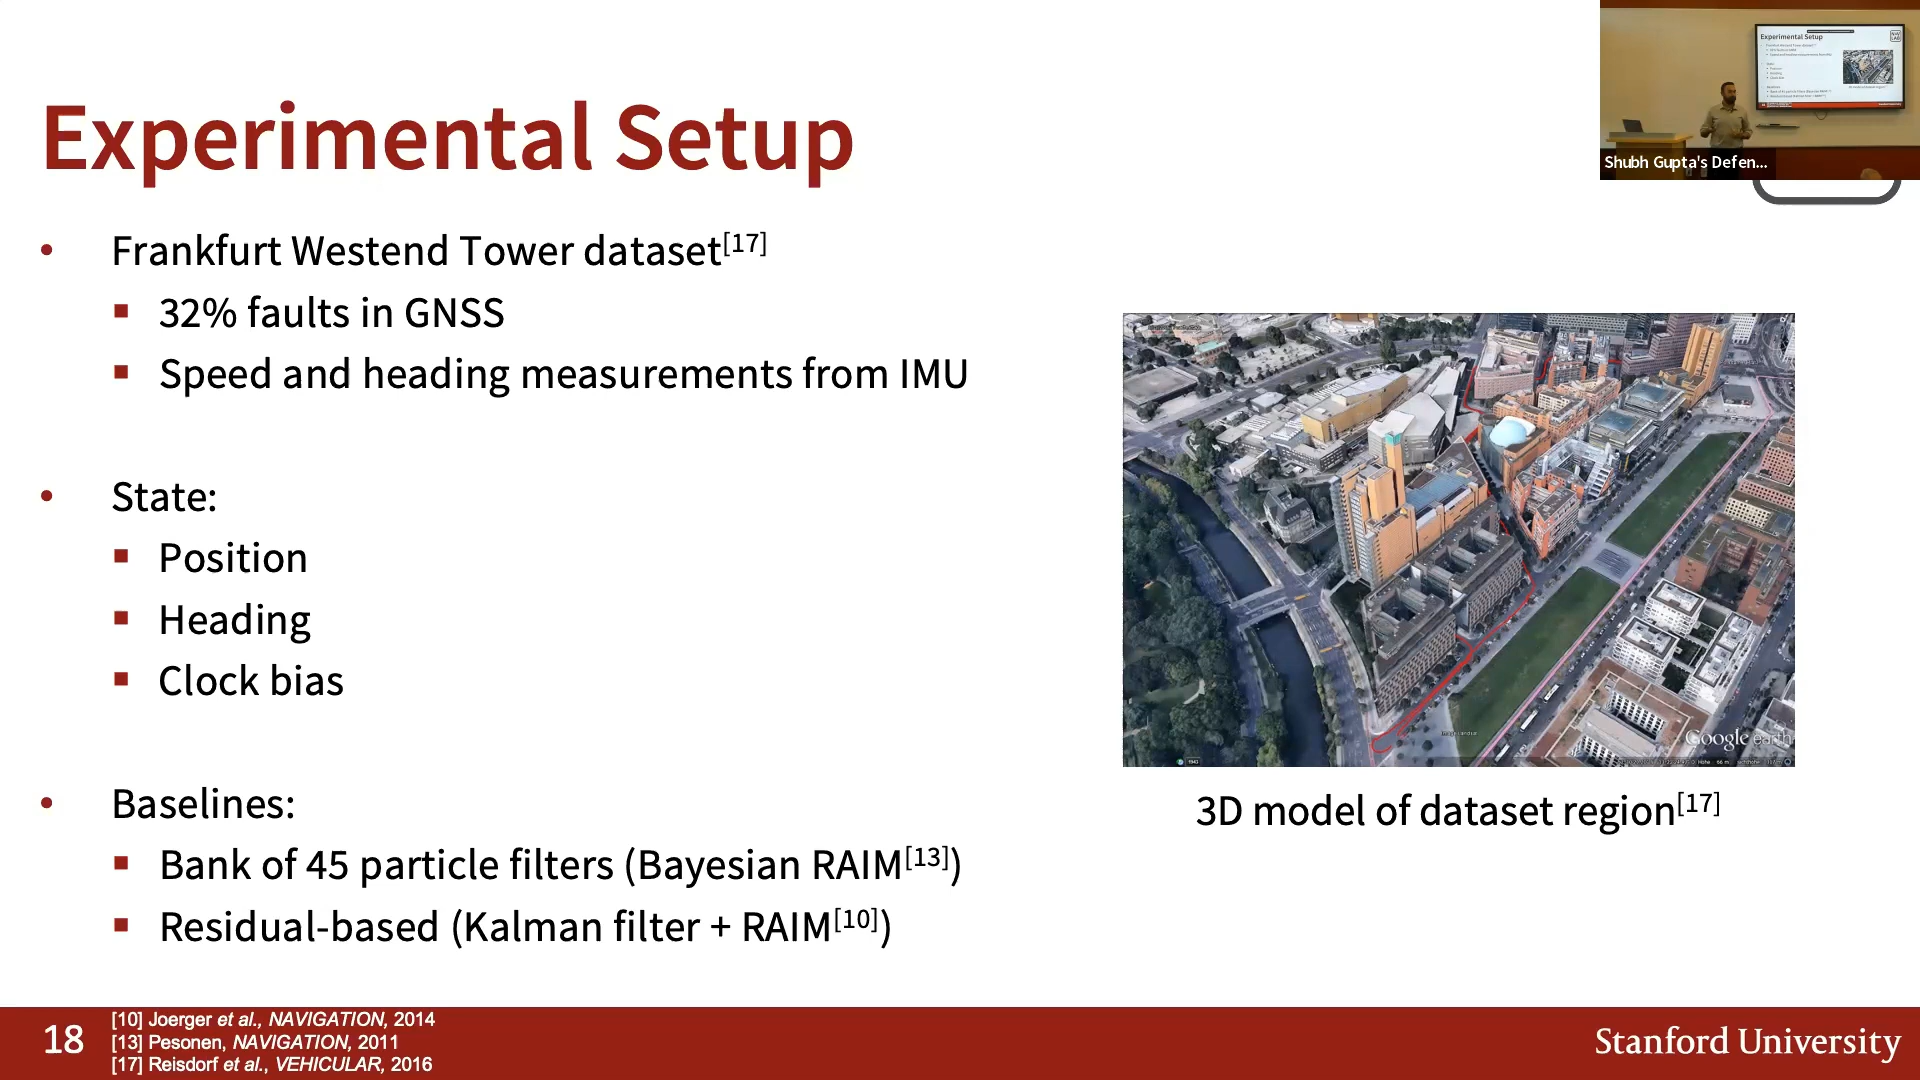 Experimental Setup
• Frankfurt Westend Tower dataset[17]
▪ 32% faults in GNSS
▪ Speed and heading measurements from IMU
• State:
▪ Position
▪ Heading
▪ Clock bias
• Baselines:
▪ Bank of 45 particle filters (Bayesian RAIM[13])
▪ Residual-based (Kalman filter + RAIM[10])
Experimental Setup
Shubh Gupta's Defen...
Google earth
3D model of dataset region[17]
18
[10] Joerger et al., NAVIGATION, 2014
[13] Pesonen, NAVIGATION, 2011
[17] Reisdorf et al., VEHICULAR, 2016
Stanford University